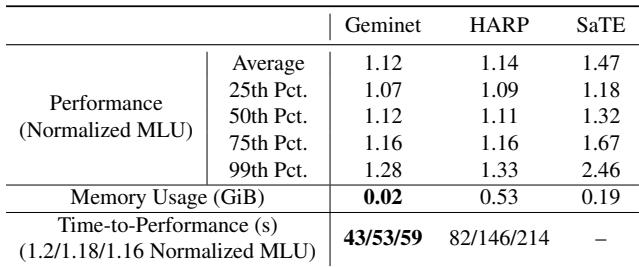 Geminet HARP SaTE
Average 1.12 1.14 1.47
25th Pct. 1.07 1.09 1.18
Performance
(Normalized MLU)
50th Pct. 1.12 1.11 1.32
75th Pct. 1.16 1.16 1.67
99th Pct. 1.28 1.33 2.46
Memory Usage (GiB) 0.02 0.53 0.19
Time-to-Performance (s)
(1.2/1.18/1.16 Normalized MLU) 43/53/59 82/146/214 –